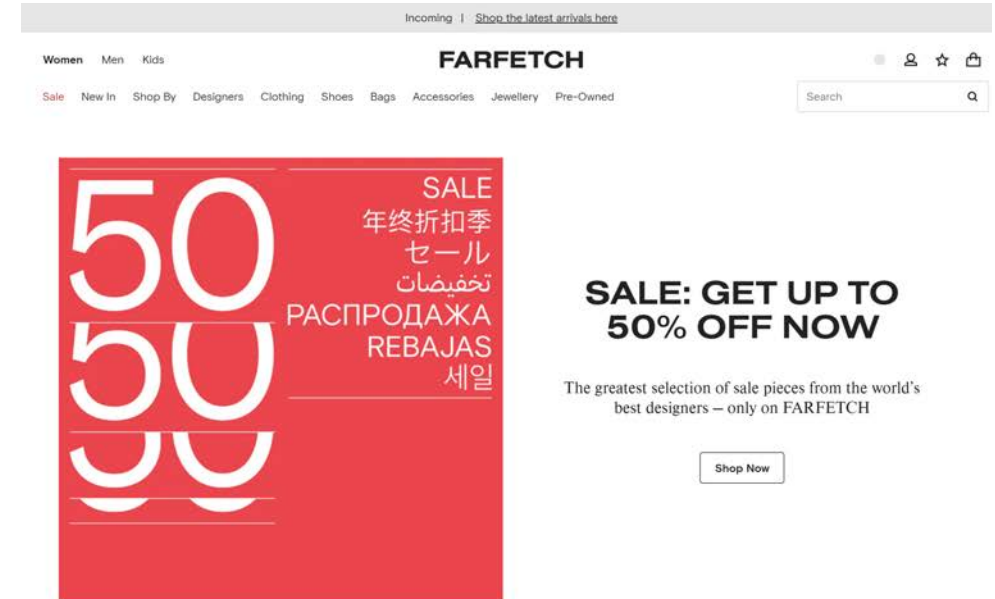 Incoming | Shop the latest arrivals here
Women Men Kids
FARFETCH
Sale New In Shop By Designers Clothing Shoes Bags Accessories Jewellery Pre-Owned
Search
50
50
50
50
SALE
年终折扣季
セール
تخفيضات
РАСПРОДАЖА
REBAJAS
세일
SALE: GET UP TO
50% OFF NOW
The greatest selection of sale pieces from the world's
best designers – only on FARFETCH
Shop Now